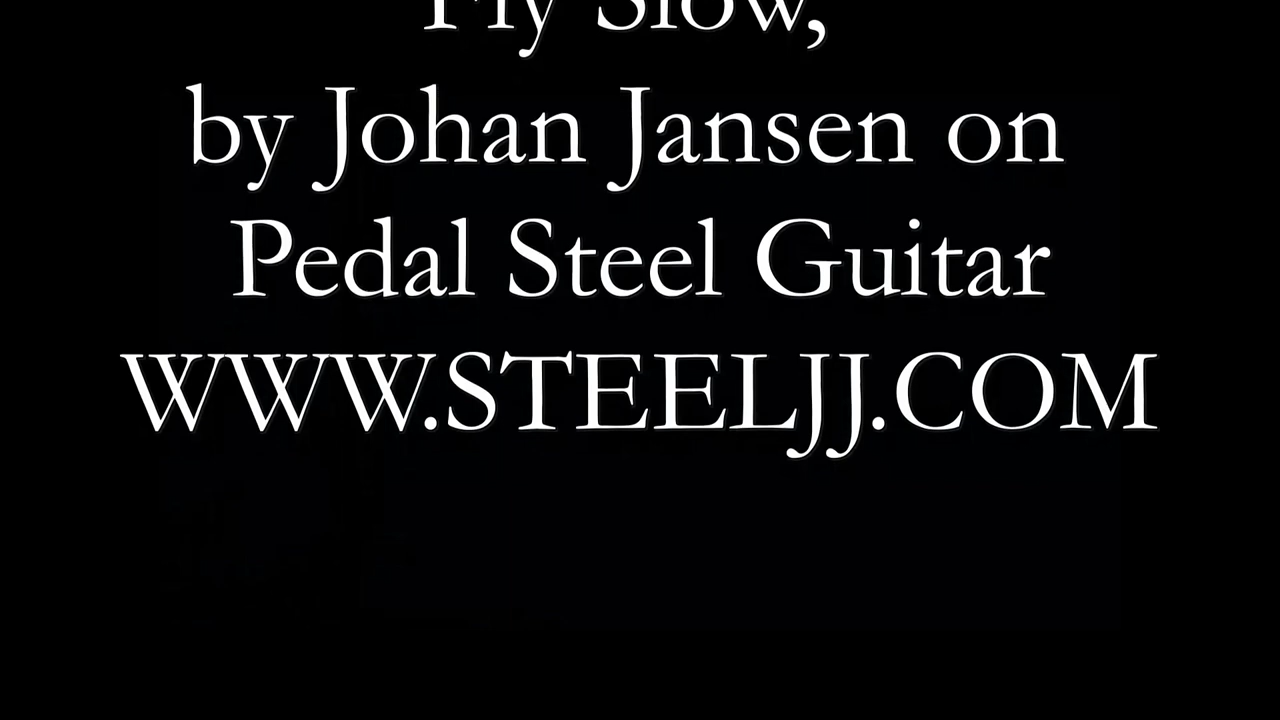 Fly Slow,
by Johan Jansen on
Pedal Steel Guitar
WWW.STEELJJ.COM